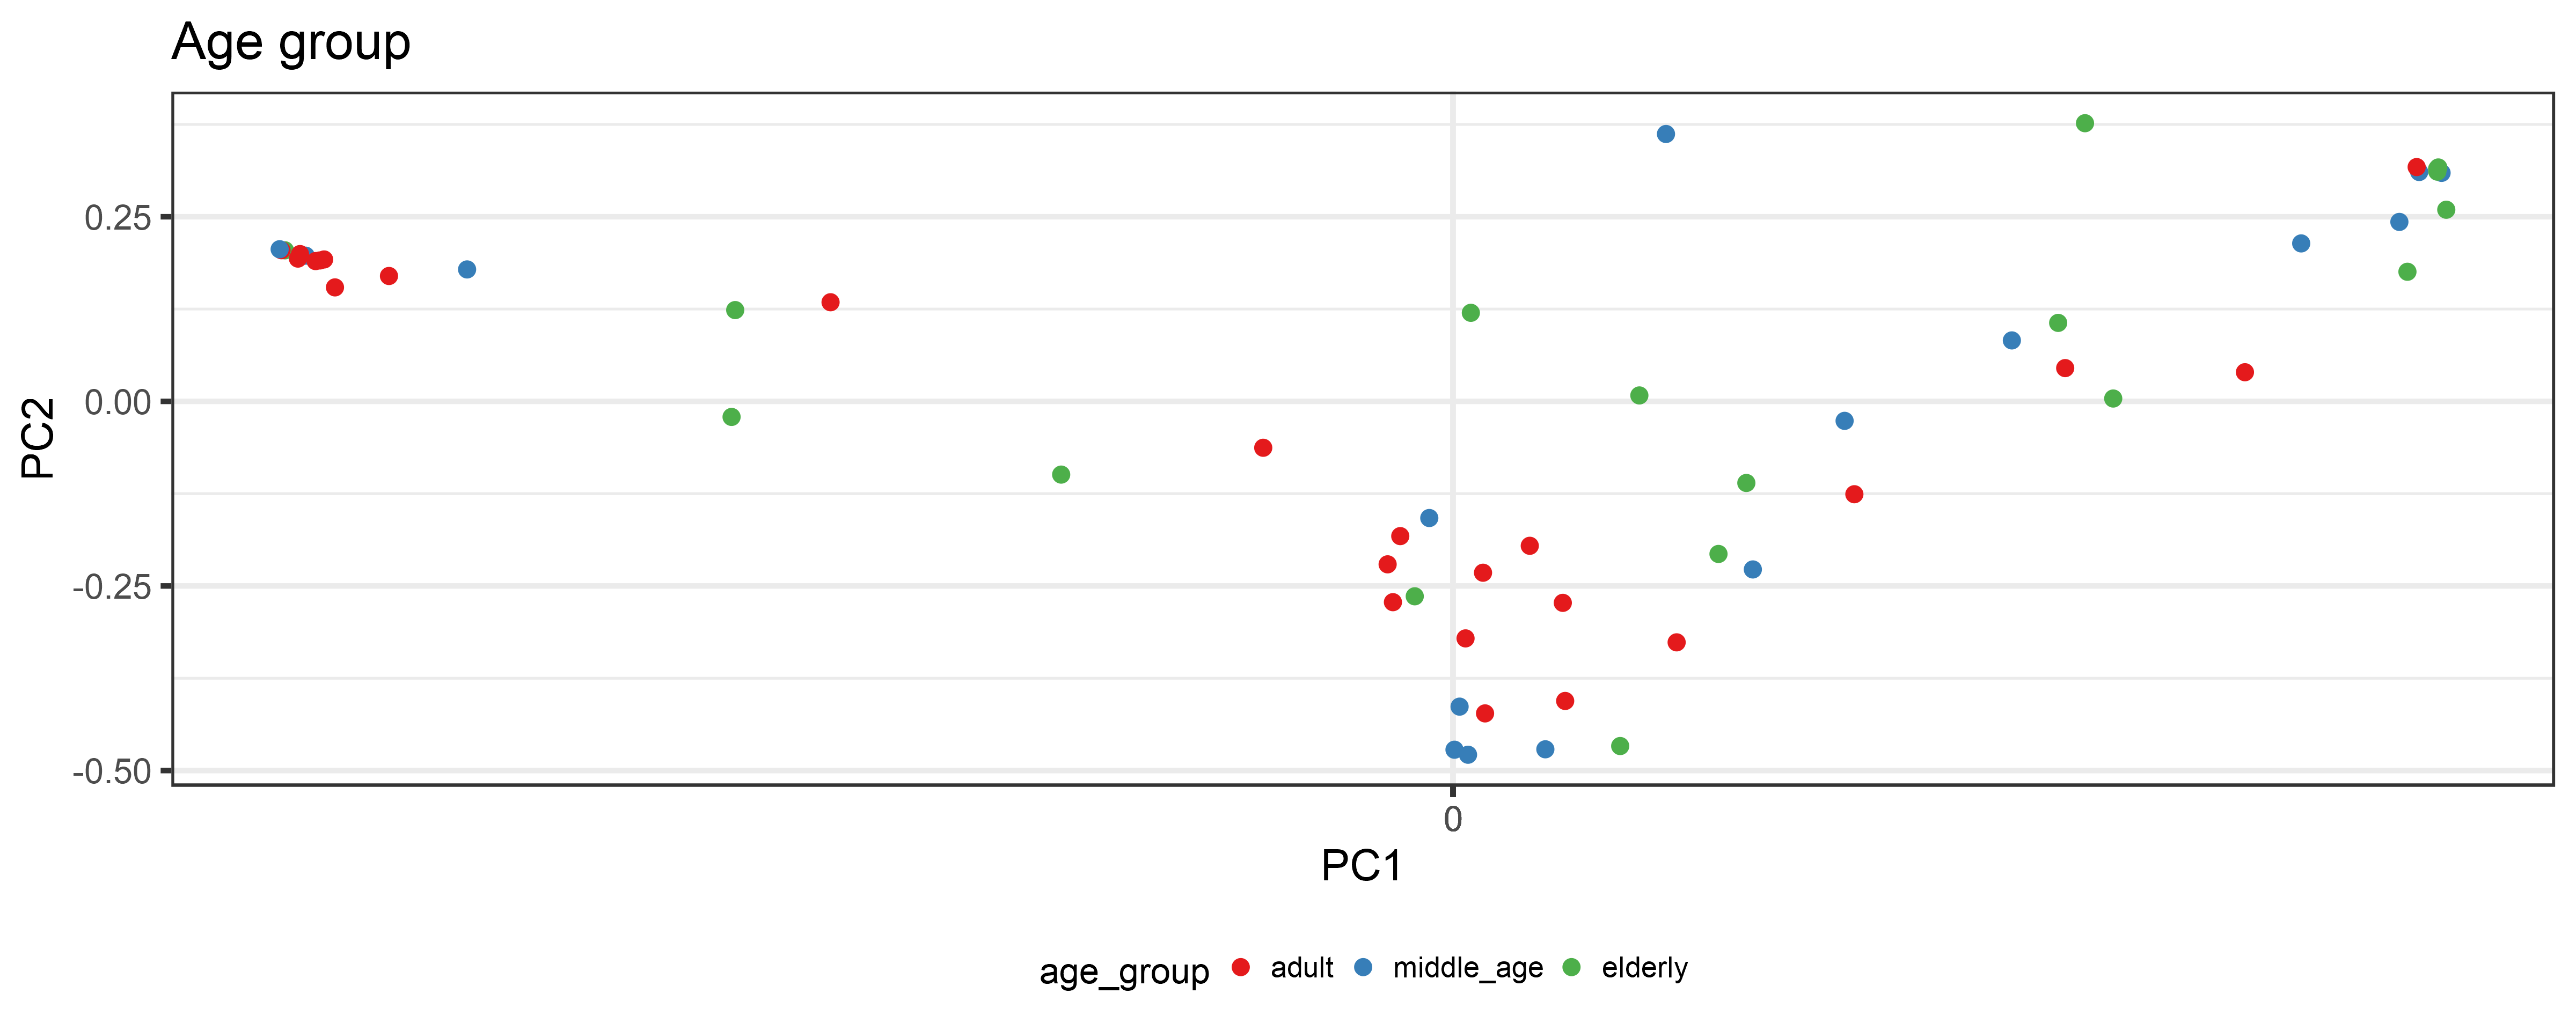 Age group
0.25
0.00
-0.25
-0.50
PC2
0
PC1
age_group adult middle_age elderly